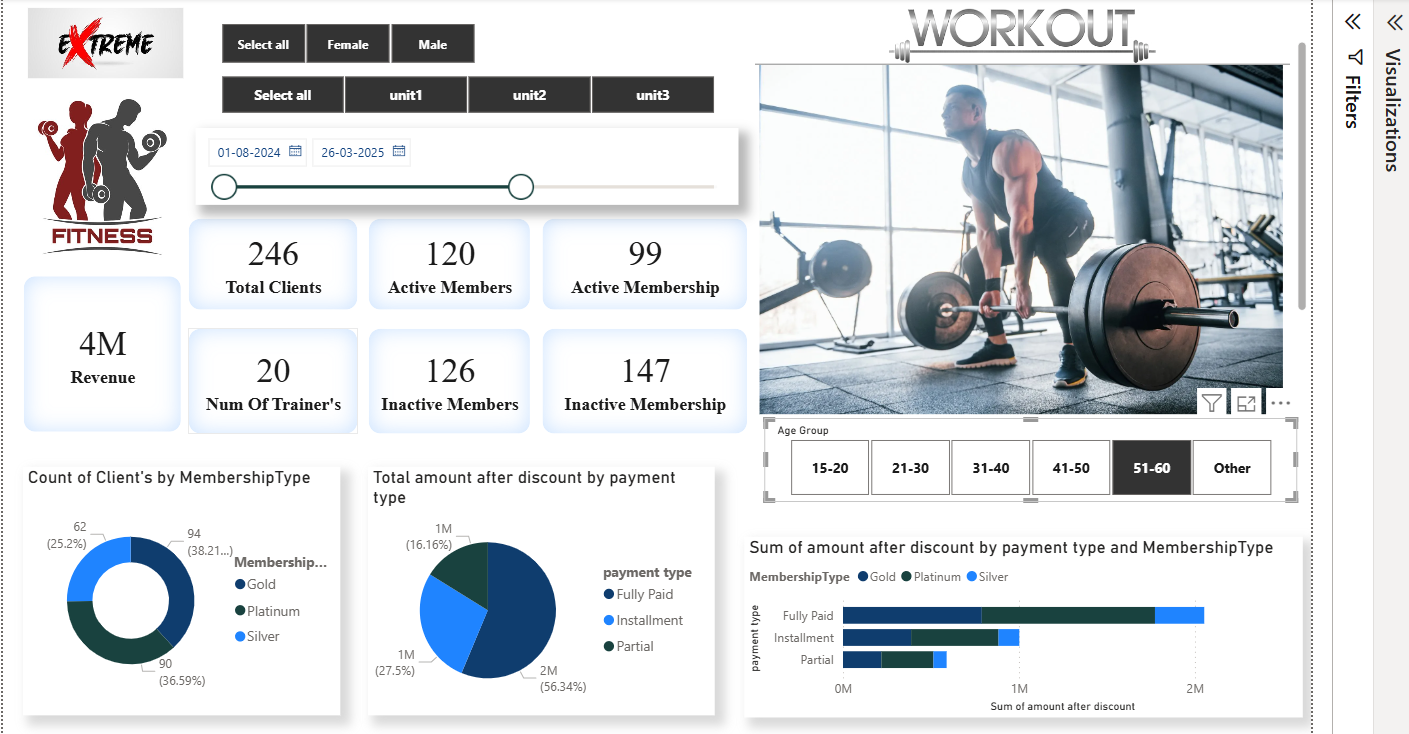 EXTREME
FITNESS
Select all Female Male
Select all unit1 unit2 unit3
01-08-2024 26-03-2025
WORKOUT
Filters
Visualizations
4M
Revenue
246
Total Clients
120
Active Members
99
Active Membership
20
Num Of Trainer's
126
Inactive Members
147
Inactive Membership
Age Group
15-20 21-30 31-40 41-50 51-60 Other
Count of Client's by MembershipType
62
(25.2%)
94
(38.21...)
90
(36.59%)
Membership...
Gold
Platinum
Silver
Total amount after discount by payment
type
1M
(16.16%)
1M
(27.5%)
2M
(56.34%)
payment type
Fully Paid
Installment
Partial
Sum of amount after discount by payment type and MembershipType
MembershipType Gold Platinum Silver
payment type
Fully Paid
Installment
Partial
0M 1M 2M
Sum of amount after discount